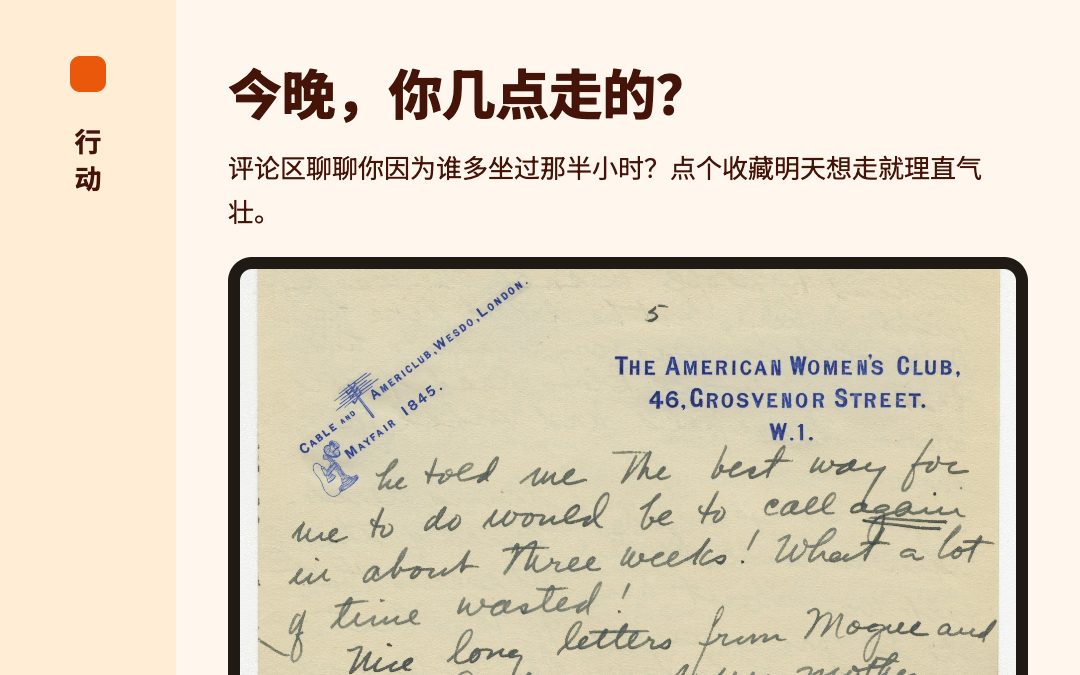 行
动
今晚，你几点走的？
评论区聊聊你因为谁多坐过那半小时？点个收藏明天想走就理直气
壮。
5
CABLE AND AMERICLUB, WESDO, LONDON.
MAYFAIR 1845.
THE AMERICAN WOMEN'S CLUB,
46, GROSVENOR STREET.
W.1.
he told me the best way for
me to do would be to call again
in about three weeks! What a lot
of time wasted!
Nice long letters from Mogue and
mother